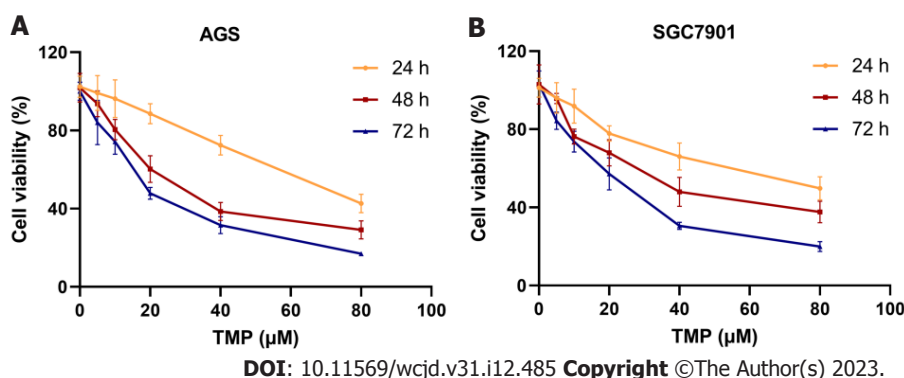 A
AGS
120
80
40
0
Cell viability (%)
24 h
48 h
72 h
0 20 40 60 80 100
TMP (μM)
B
SGC7901
120
80
40
0
Cell viability (%)
24 h
48 h
72 h
0 20 40 60 80 100
TMP (μM)
DOI: 10.11569/wcjd.v31.i12.485 Copyright ©The Author(s) 2023.